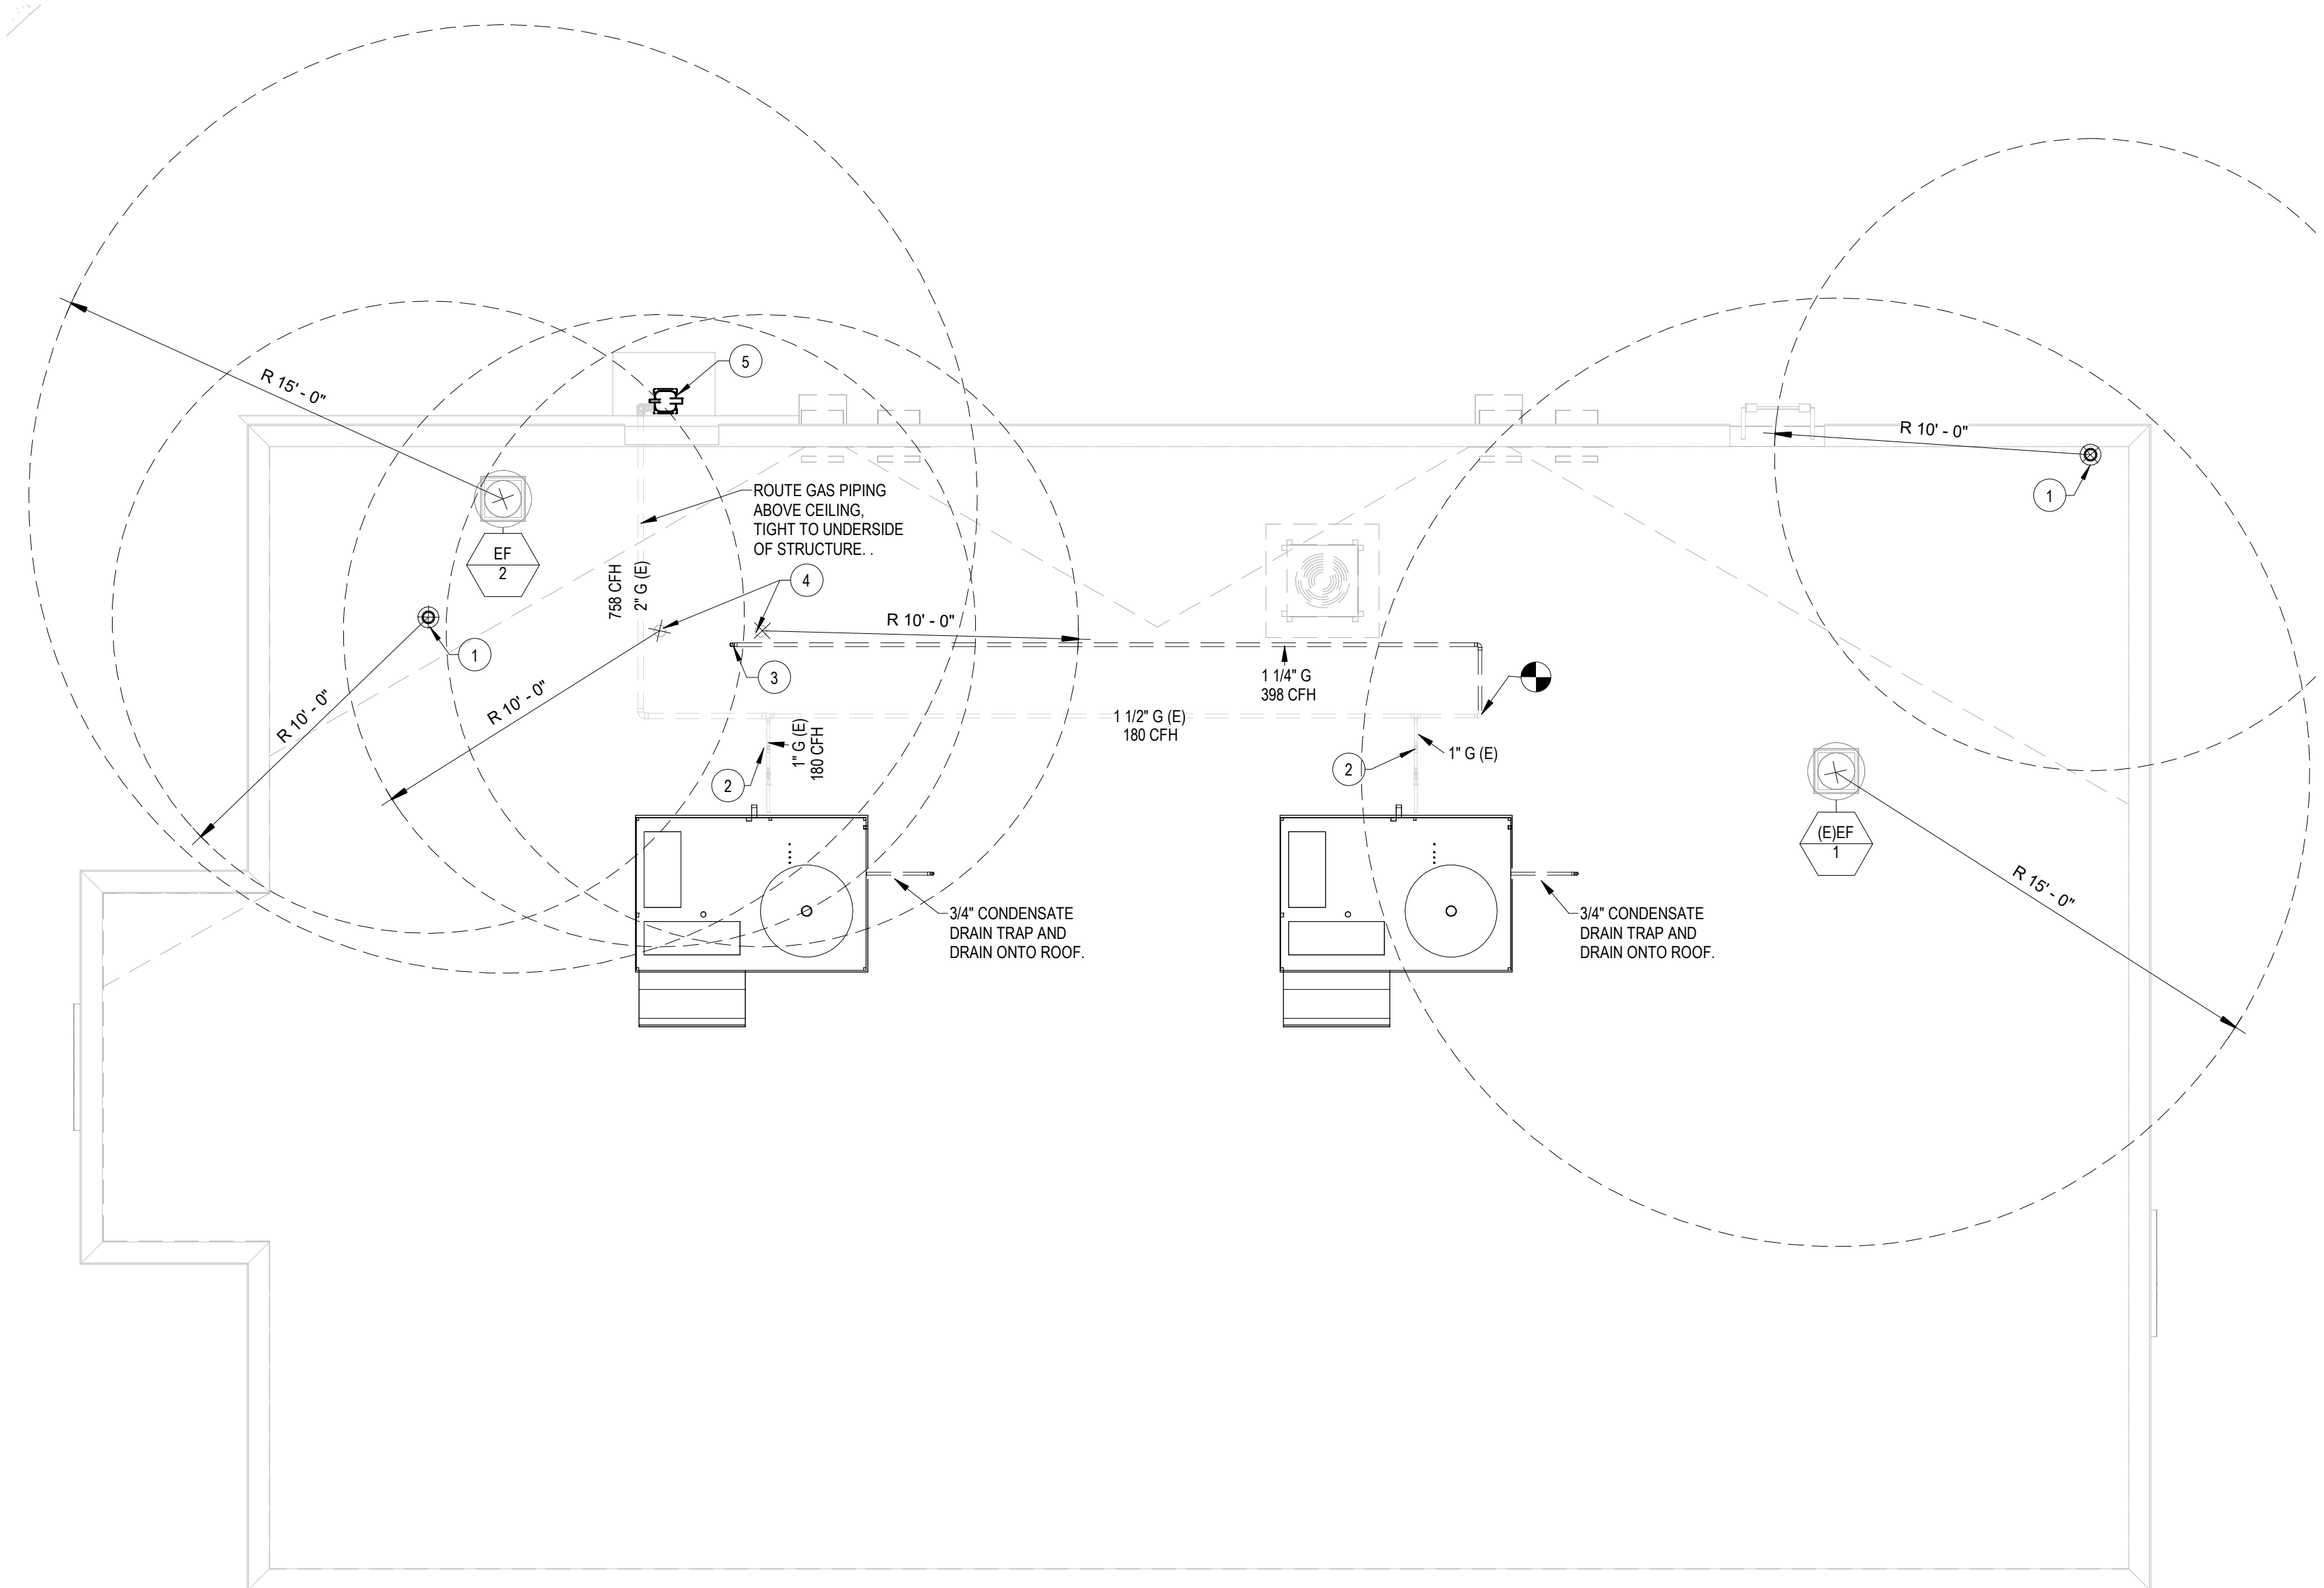 R 15' - 0"
5
R 10' - 0"
1
ROUTE GAS PIPING
ABOVE CEILING,
TIGHT TO UNDERSIDE
OF STRUCTURE. .
EF
2
758 CFH
2" G (E)
4
R 10' - 0"
1
3
1 1/4" G
398 CFH
R 10' - 0"
R 10' - 0"
1 1/2" G (E)
180 CFH
1" G (E)
180 CFH
2
2
1" G (E)
(E)EF
1
R 15' - 0"
3/4" CONDENSATE
DRAIN TRAP AND
DRAIN ONTO ROOF.
3/4" CONDENSATE
DRAIN TRAP AND
DRAIN ONTO ROOF.